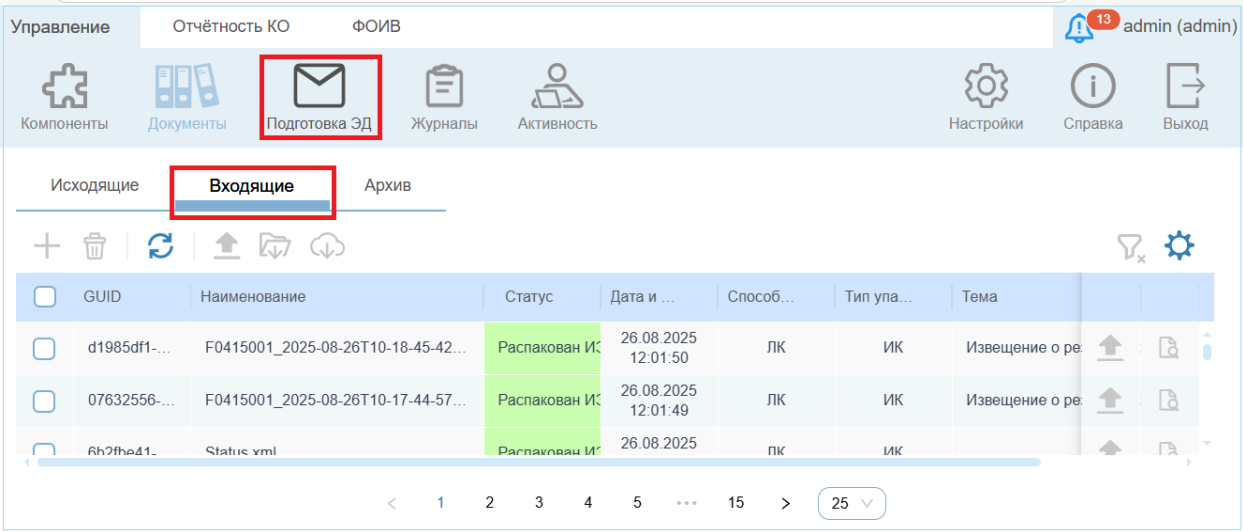 Управление Отчётность КО ФОИВ 13 admin (admin)
Компоненты Документы Подготовка ЭД Журналы Активность Настройки Справка Выход
Исходящие Входящие Архив
GUID Наименование Статус Дата и ... Способ... Тип упа... Тема
d1985df1-... F0415001_2025-08-26T10-18-45-42... Распакован ИЭ 26.08.2025 12:01:50 ЛК ИК Извещение о ре
07632556-... F0415001_2025-08-26T10-17-44-57... Распакован ИЭ 26.08.2025 12:01:49 ЛК ИК Извещение о ре
6b2fbe41- Status.xml Распакован ИЭ 26.08.2025 ЛК ИК
< 1 2 3 4 5 ••• 15 > 25